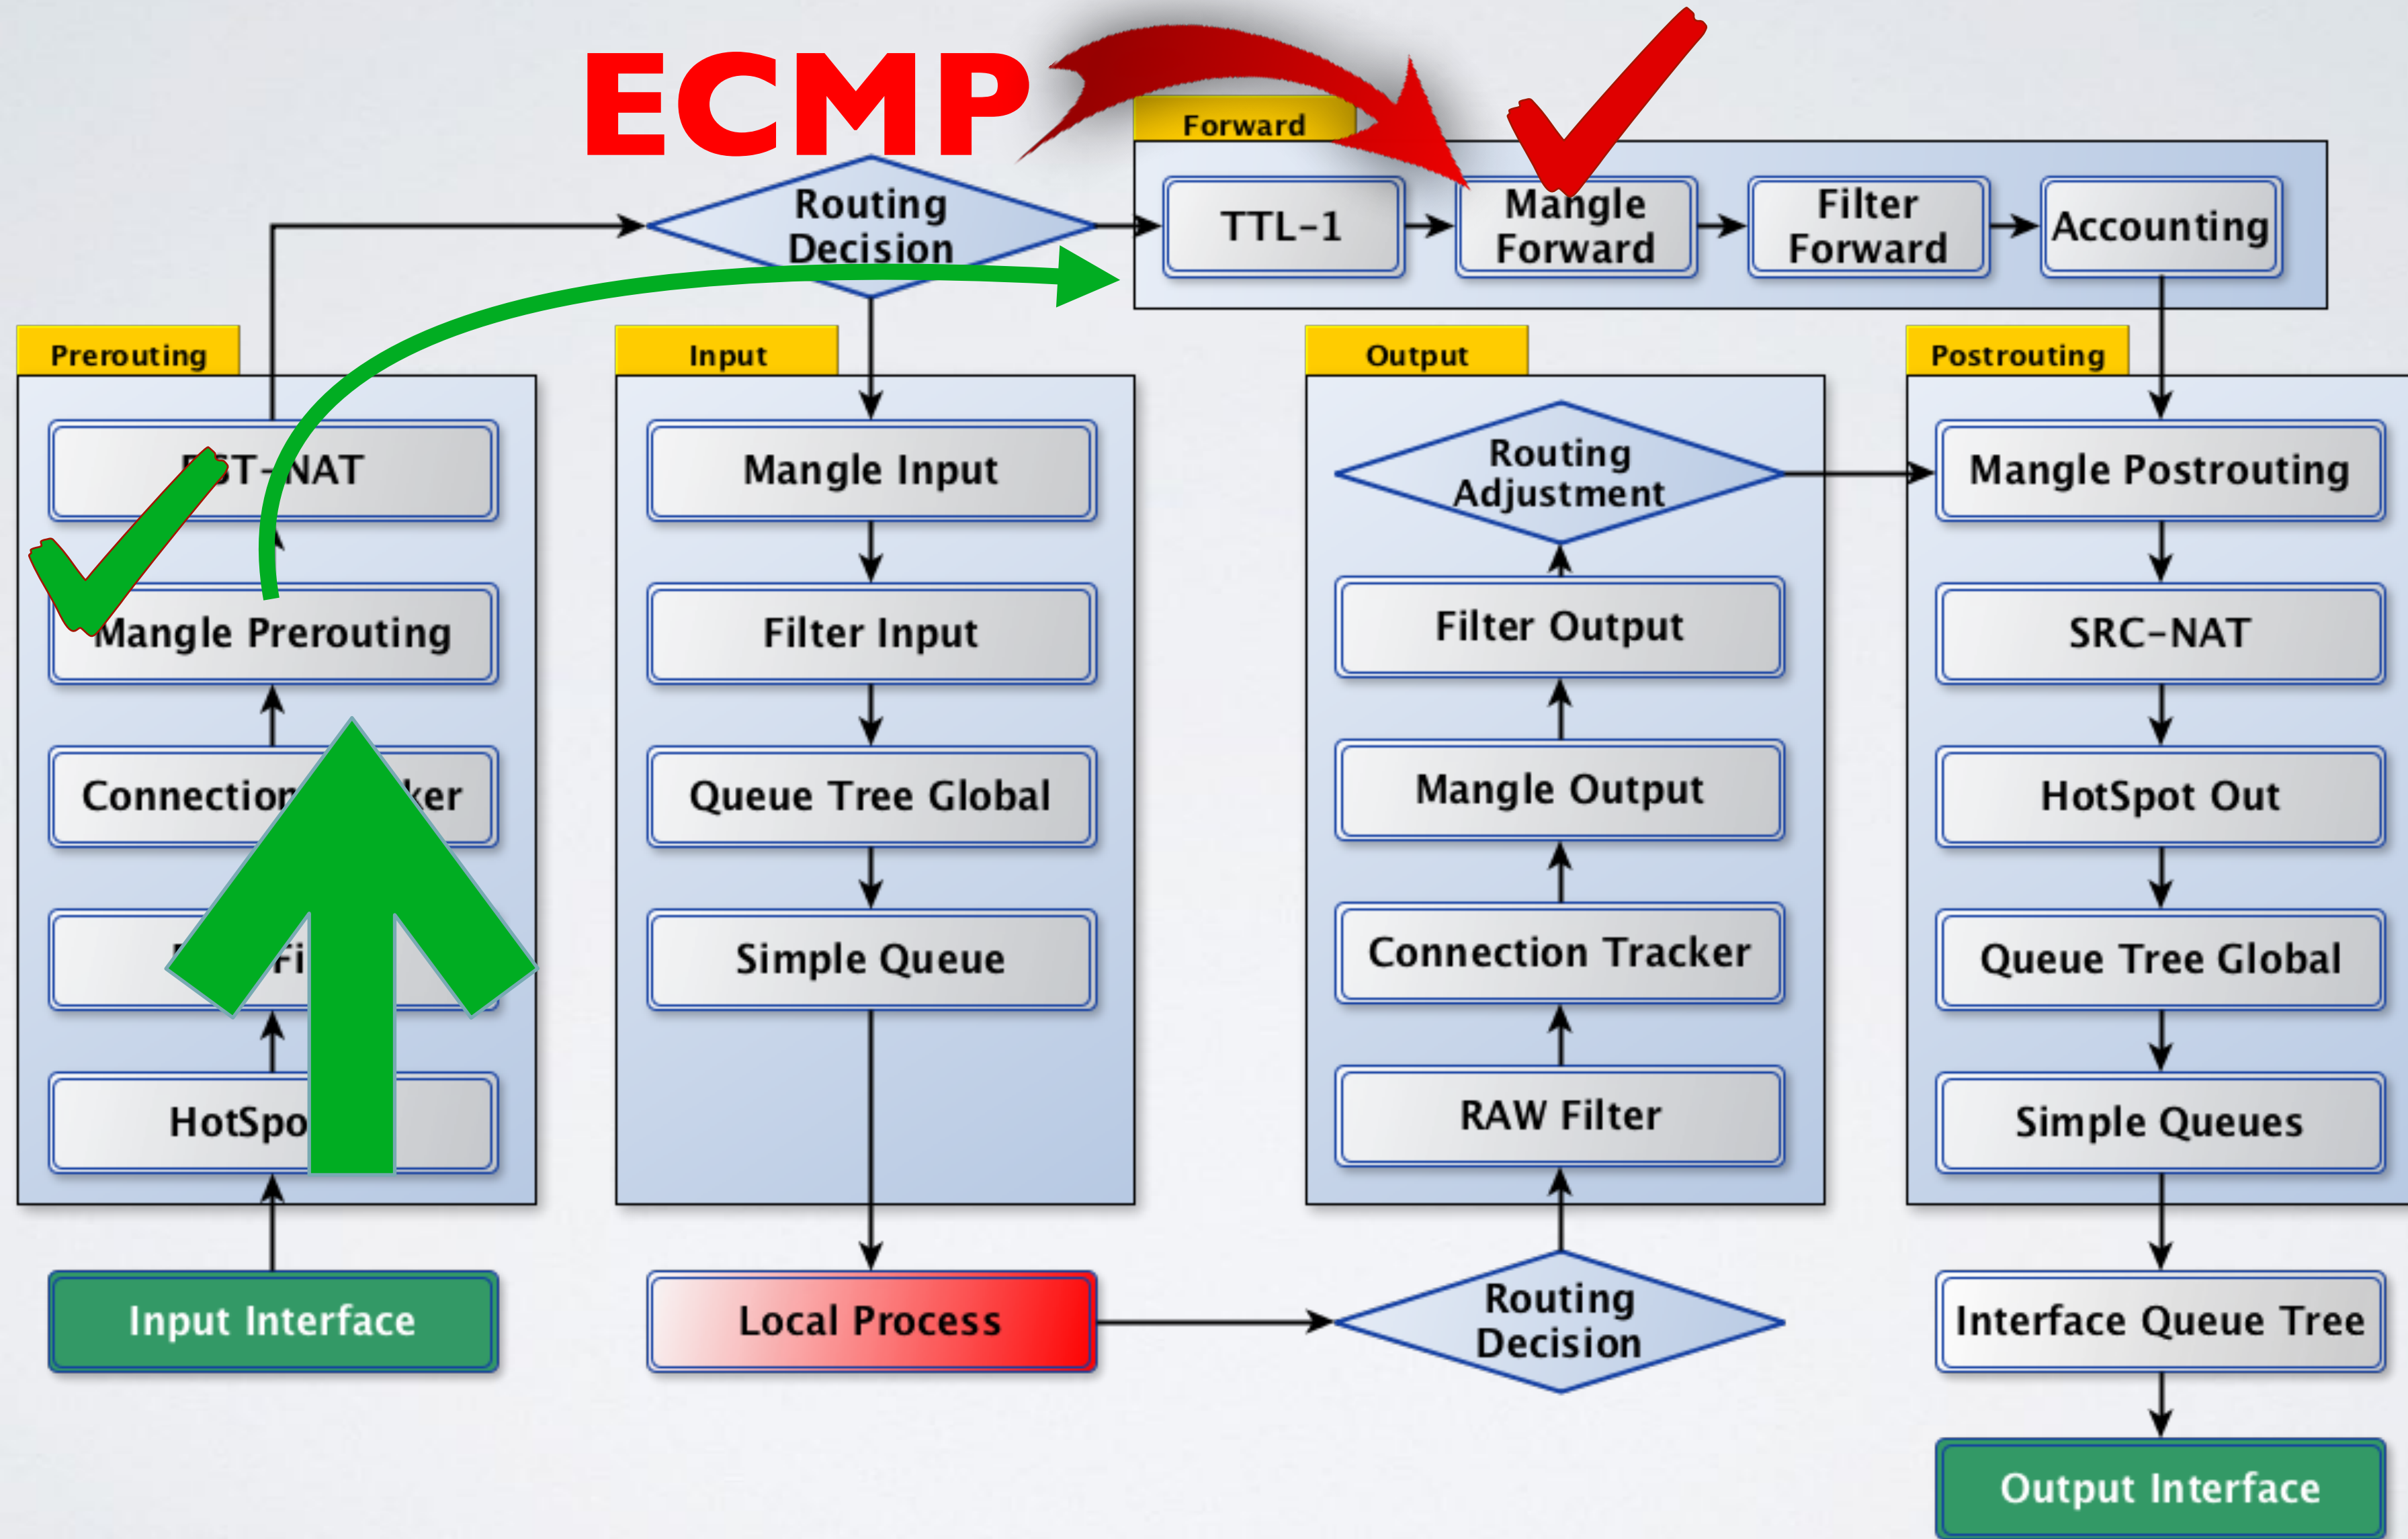 ECMP
Forward
Routing
Decision
TTL-1
Mangle
Forward
Filter
Forward
Accounting
Prerouting
Mangle Prerouting
Input Interface
Input
Mangle Input
Filter Input
Queue Tree Global
Simple Queue
Local Process
Output
Routing
Adjustment
Filter Output
Mangle Output
Connection Tracker
RAW Filter
Routing
Decision
Postrouting
Mangle Postrouting
SRC-NAT
HotSpot Out
Queue Tree Global
Simple Queues
Interface Queue Tree
Output Interface